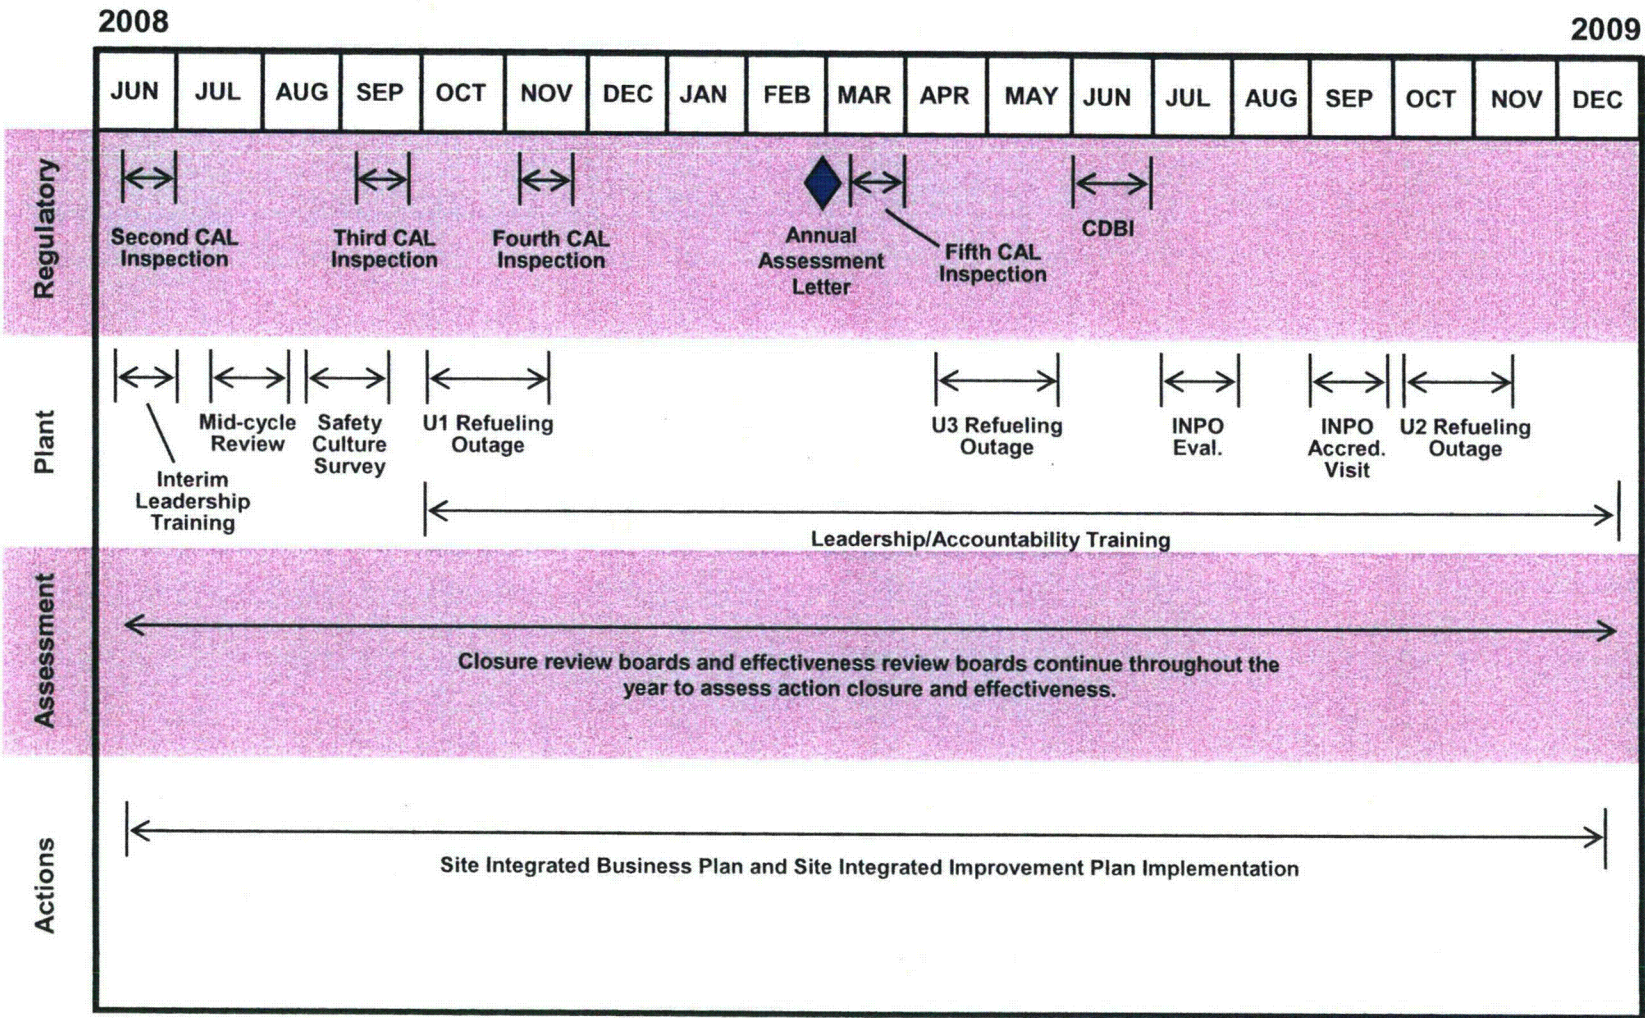 2008
2009
JUN JUL AUG SEP OCT NOV DEC JAN FEB MAR APR MAY JUN JUL AUG SEP OCT NOV DEC
Regulatory
Second CAL
Inspection
Third CAL
Inspection
Fourth CAL
Inspection
Annual
Assessment
Letter
Fifth CAL
Inspection
CDBI
Plant
Interim
Leadership
Training
Mid-cycle
Review
Safety
Culture
Survey
U1 Refueling
Outage
U3 Refueling
Outage
INPO
Eval.
INPO
Accred.
Visit
U2 Refueling
Outage
Leadership/Accountability Training
Assessment
Closure review boards and effectiveness review boards continue throughout the
year to assess action closure and effectiveness.
Actions
Site Integrated Business Plan and Site Integrated Improvement Plan Implementation